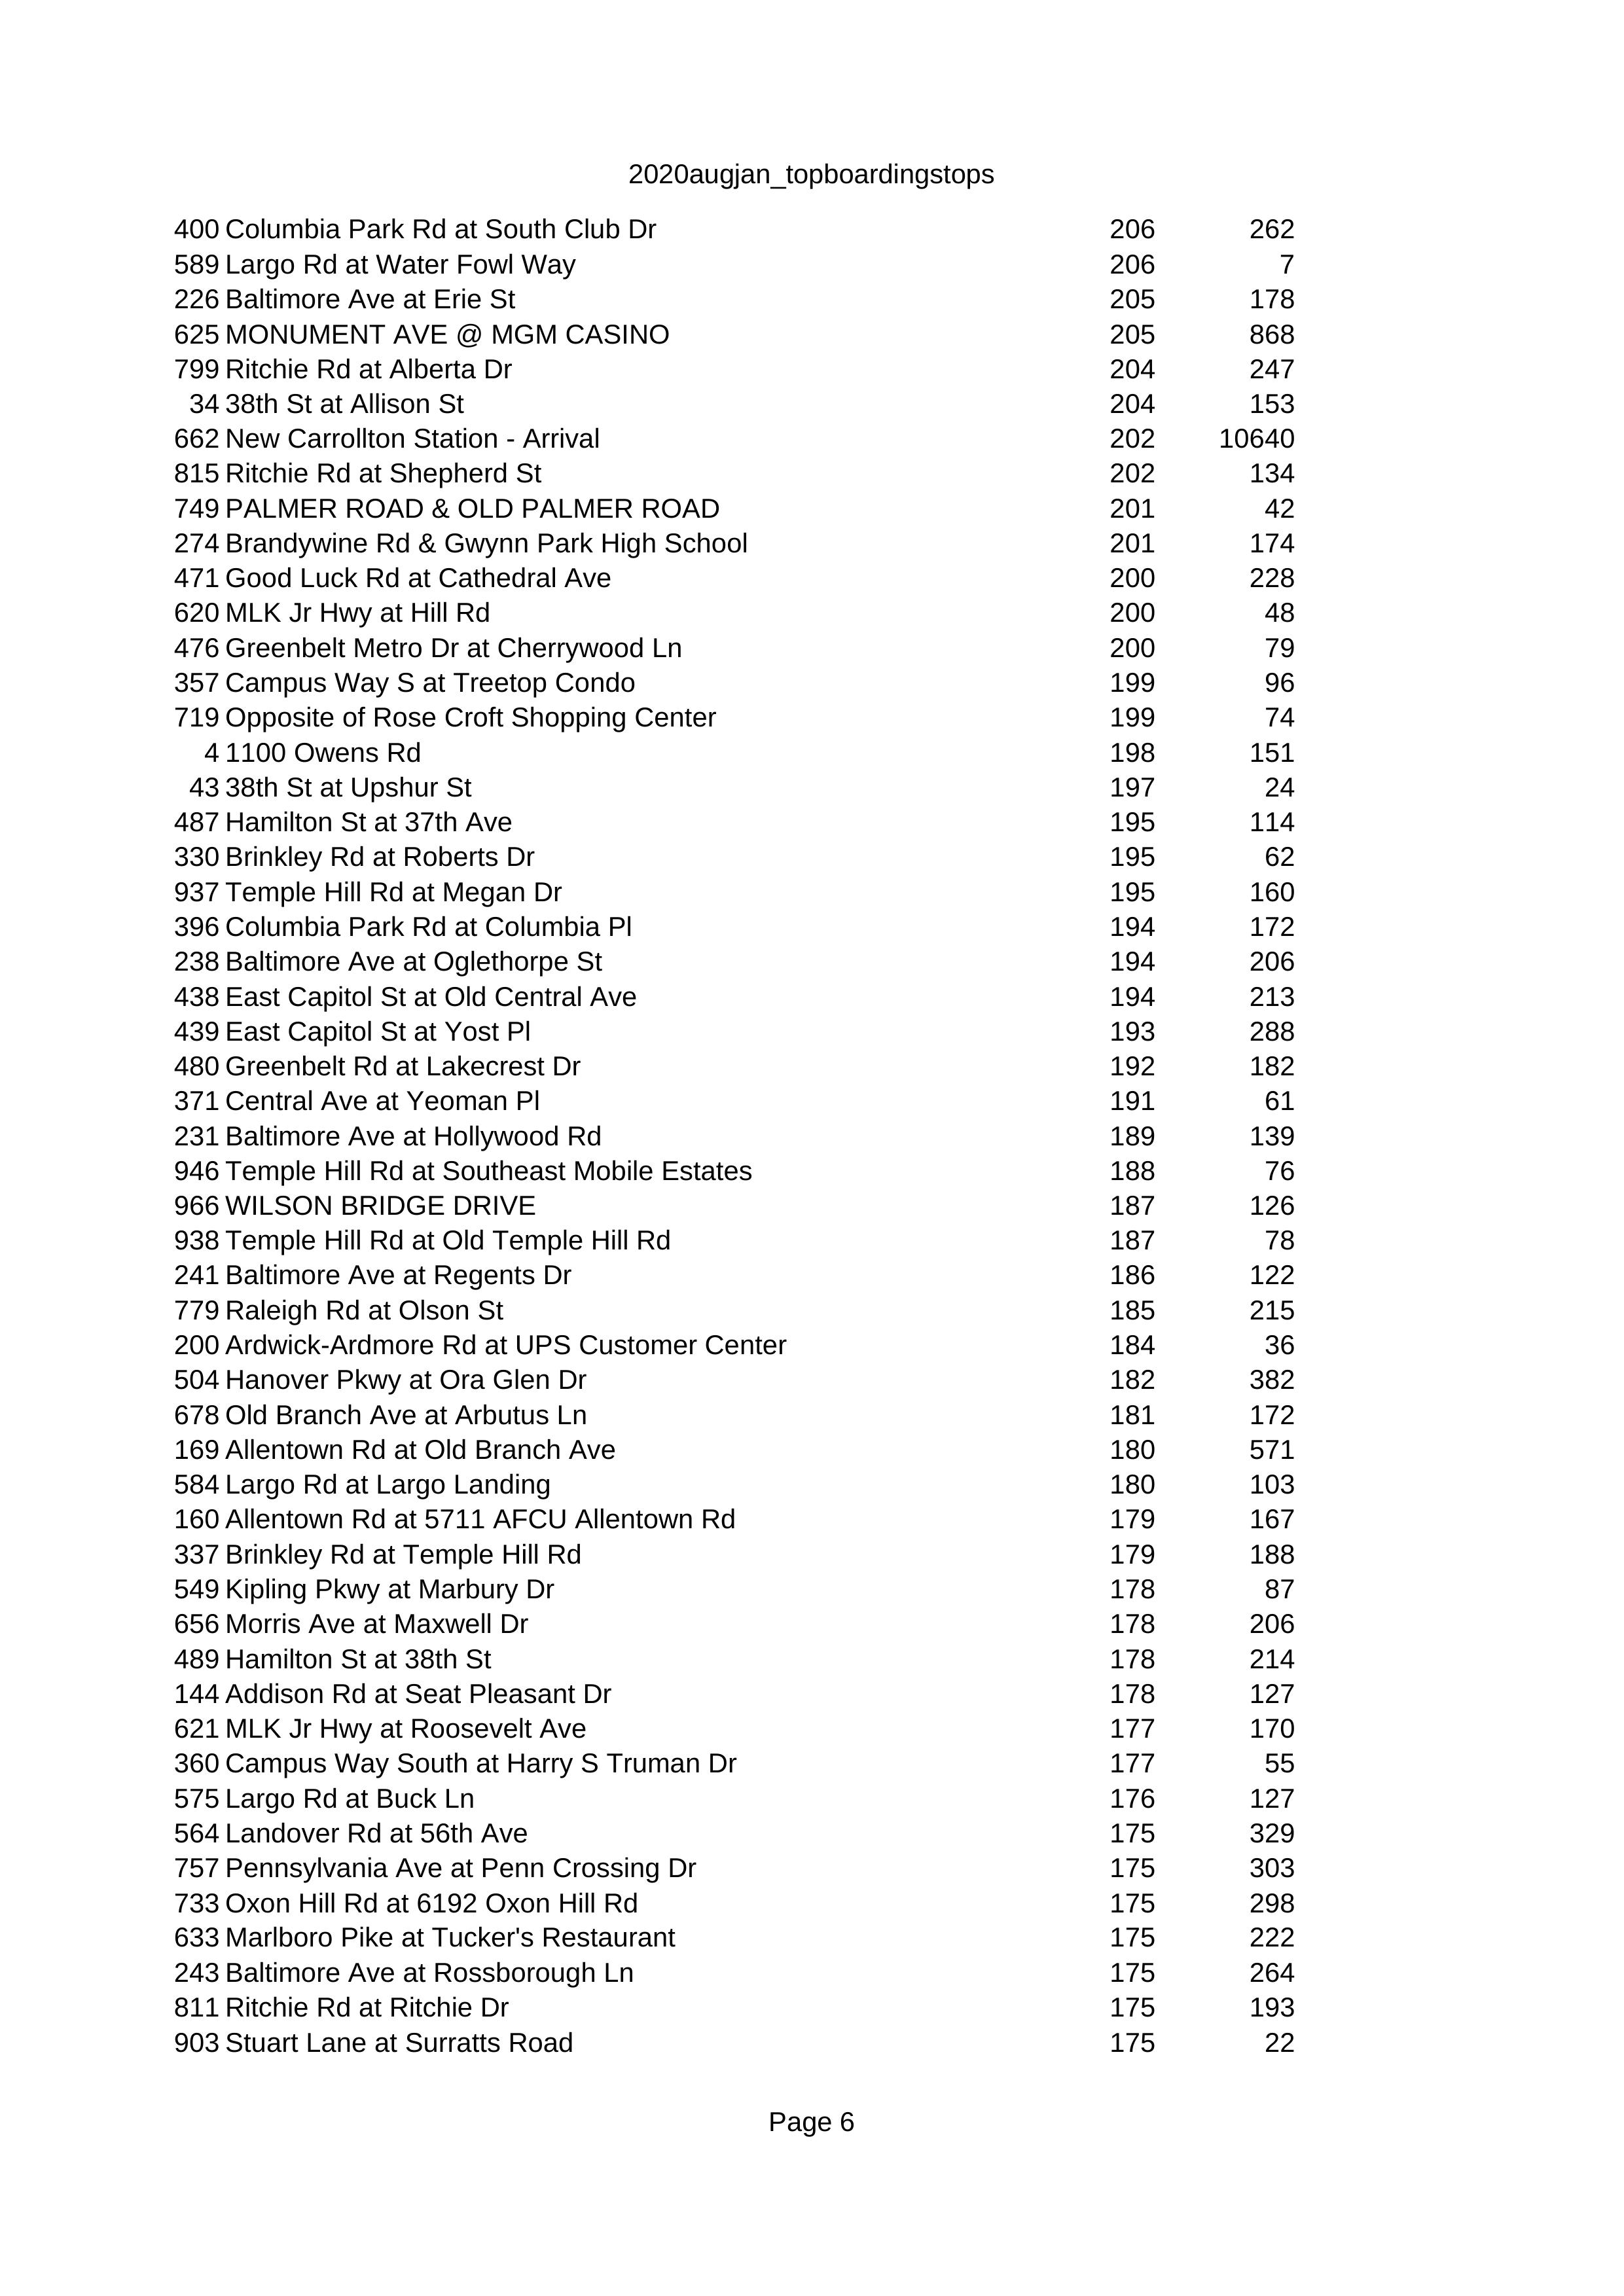 2020augjan_topboardingstops
400 Columbia Park Rd at South Club Dr 206 262
589 Largo Rd at Water Fowl Way 206 7
226 Baltimore Ave at Erie St 205 178
625 MONUMENT AVE @ MGM CASINO 205 868
799 Ritchie Rd at Alberta Dr 204 247
34 38th St at Allison St 204 153
662 New Carrollton Station - Arrival 202 10640
815 Ritchie Rd at Shepherd St 202 134
749 PALMER ROAD & OLD PALMER ROAD 201 42
274 Brandywine Rd & Gwynn Park High School 201 174
471 Good Luck Rd at Cathedral Ave 200 228
620 MLK Jr Hwy at Hill Rd 200 48
476 Greenbelt Metro Dr at Cherrywood Ln 200 79
357 Campus Way S at Treetop Condo 199 96
719 Opposite of Rose Croft Shopping Center 199 74
4 1100 Owens Rd 198 151
43 38th St at Upshur St 197 24
487 Hamilton St at 37th Ave 195 114
330 Brinkley Rd at Roberts Dr 195 62
937 Temple Hill Rd at Megan Dr 195 160
396 Columbia Park Rd at Columbia Pl 194 172
238 Baltimore Ave at Oglethorpe St 194 206
438 East Capitol St at Old Central Ave 194 213
439 East Capitol St at Yost Pl 193 288
480 Greenbelt Rd at Lakecrest Dr 192 182
371 Central Ave at Yeoman Pl 191 61
231 Baltimore Ave at Hollywood Rd 189 139
946 Temple Hill Rd at Southeast Mobile Estates 188 76
966 WILSON BRIDGE DRIVE 187 126
938 Temple Hill Rd at Old Temple Hill Rd 187 78
241 Baltimore Ave at Regents Dr 186 122
779 Raleigh Rd at Olson St 185 215
200 Ardwick-Ardmore Rd at UPS Customer Center 184 36
504 Hanover Pkwy at Ora Glen Dr 182 382
678 Old Branch Ave at Arbutus Ln 181 172
169 Allentown Rd at Old Branch Ave 180 571
584 Largo Rd at Largo Landing 180 103
160 Allentown Rd at 5711 AFCU Allentown Rd 179 167
337 Brinkley Rd at Temple Hill Rd 179 188
549 Kipling Pkwy at Marbury Dr 178 87
656 Morris Ave at Maxwell Dr 178 206
489 Hamilton St at 38th St 178 214
144 Addison Rd at Seat Pleasant Dr 178 127
621 MLK Jr Hwy at Roosevelt Ave 177 170
360 Campus Way South at Harry S Truman Dr 177 55
575 Largo Rd at Buck Ln 176 127
564 Landover Rd at 56th Ave 175 329
757 Pennsylvania Ave at Penn Crossing Dr 175 303
733 Oxon Hill Rd at 6192 Oxon Hill Rd 175 298
633 Marlboro Pike at Tucker's Restaurant 175 222
243 Baltimore Ave at Rossborough Ln 175 264
811 Ritchie Rd at Ritchie Dr 175 193
903 Stuart Lane at Surratts Road 175 22
Page 6